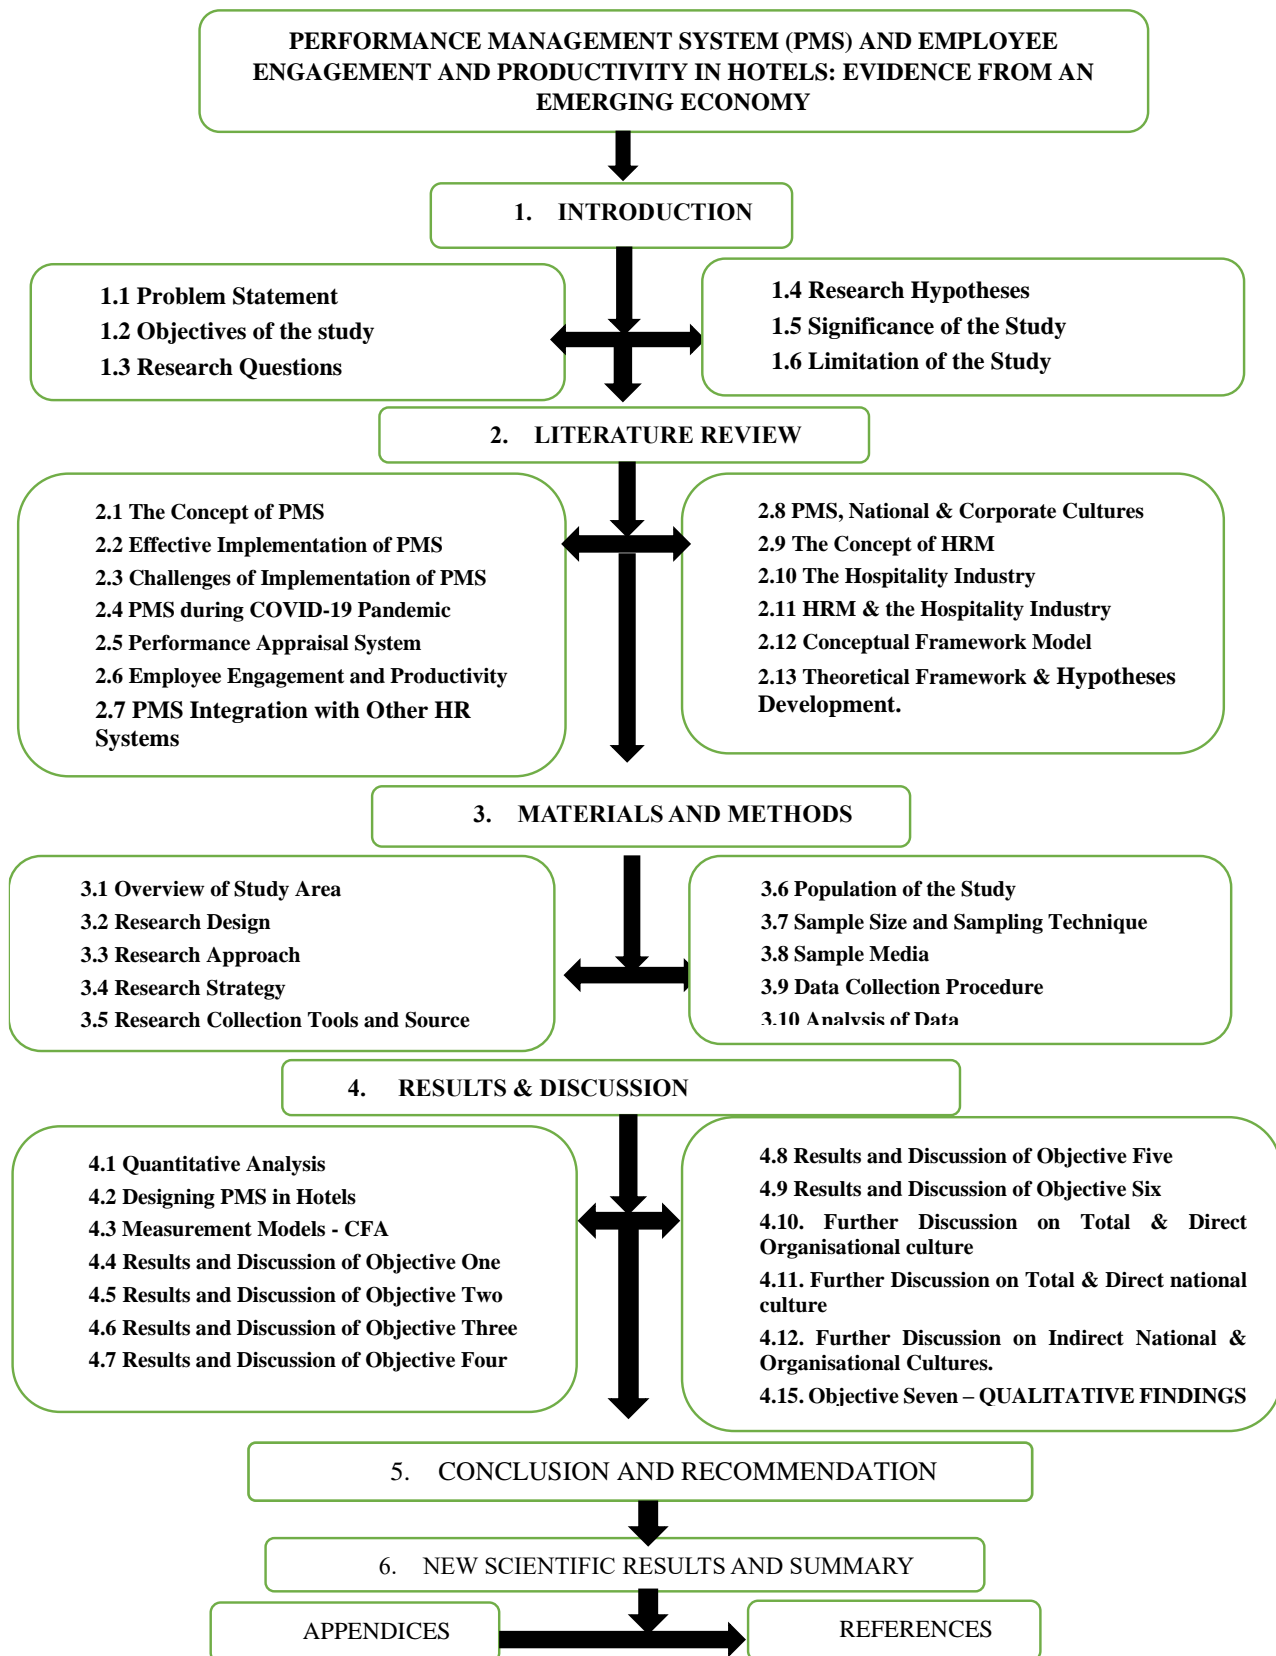 PERFORMANCE MANAGEMENT SYSTEM (PMS) AND EMPLOYEE
ENGAGEMENT AND PRODUCTIVITY IN HOTELS: EVIDENCE FROM AN
EMERGING ECONOMY
1. INTRODUCTION
1.1 Problem Statement
1.2 Objectives of the study
1.3 Research Questions
1.4 Research Hypotheses
1.5 Significance of the Study
1.6 Limitation of the Study
2. LITERATURE REVIEW
2.1 The Concept of PMS
2.2 Effective Implementation of PMS
2.3 Challenges of Implementation of PMS
2.4 PMS during COVID-19 Pandemic
2.5 Performance Appraisal System
2.6 Employee Engagement and Productivity
2.7 PMS Integration with Other HR
Systems
2.8 PMS, National & Corporate Cultures
2.9 The Concept of HRM
2.10 The Hospitality Industry
2.11 HRM & the Hospitality Industry
2.12 Conceptual Framework Model
2.13 Theoretical Framework & Hypotheses
Development.
3. MATERIALS AND METHODS
3.1 Overview of Study Area
3.2 Research Design
3.3 Research Approach
3.4 Research Strategy
3.5 Research Collection Tools and Source
3.6 Population of the Study
3.7 Sample Size and Sampling Technique
3.8 Sample Media
3.9 Data Collection Procedure
3.10 Analysis of Data
4. RESULTS & DISCUSSION
4.1 Quantitative Analysis
4.2 Designing PMS in Hotels
4.3 Measurement Models - CFA
4.4 Results and Discussion of Objective One
4.5 Results and Discussion of Objective Two
4.6 Results and Discussion of Objective Three
4.7 Results and Discussion of Objective Four
4.8 Results and Discussion of Objective Five
4.9 Results and Discussion of Objective Six
4.10. Further Discussion on Total & Direct
Organisational culture
4.11. Further Discussion on Total & Direct national
culture
4.12. Further Discussion on Indirect National &
Organisational Cultures.
4.15. Objective Seven – QUALITATIVE FINDINGS
5. CONCLUSION AND RECOMMENDATION
6. NEW SCIENTIFIC RESULTS AND SUMMARY
APPENDICES
REFERENCES